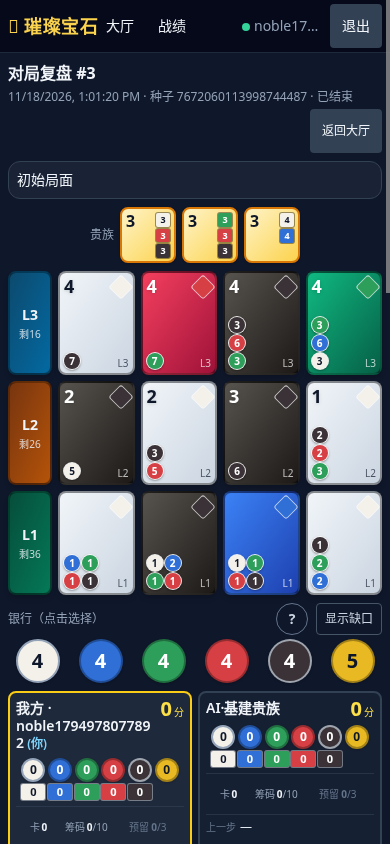 璀璨宝石 大厅 战绩 noble17... 退出
对局复盘 #3
11/18/2026, 1:01:20 PM · 种子 7672060113998744487 · 已结束
返回大厅
初始局面
贵族 3 3 3 3 3 3 3 3 3 3 4 4
L3 剩16
4 7 L3
4 7 L3
4 3 6 3 L3
4 3 6 3 L3
L2 剩26
2 5 L2
2 3 5 L2
3 6 L2
1 2 2 3 L2
L1 剩36
1 1 1 1 L1
1 2 1 1 L1
1 1 1 1 L1
1 2 2 L1
银行（点击选择） ? 显示缺口
4 4 4 4 4 5
我方 · noble1794978077892 (你) 0分
0 0 0 0 0 0
0 0 0 0 0
卡0 筹码0/10 预留0/3
AI·基建贵族 0分
0 0 0 0 0 0
0 0 0 0 0
卡0 筹码0/10 预留0/3
上一步 —